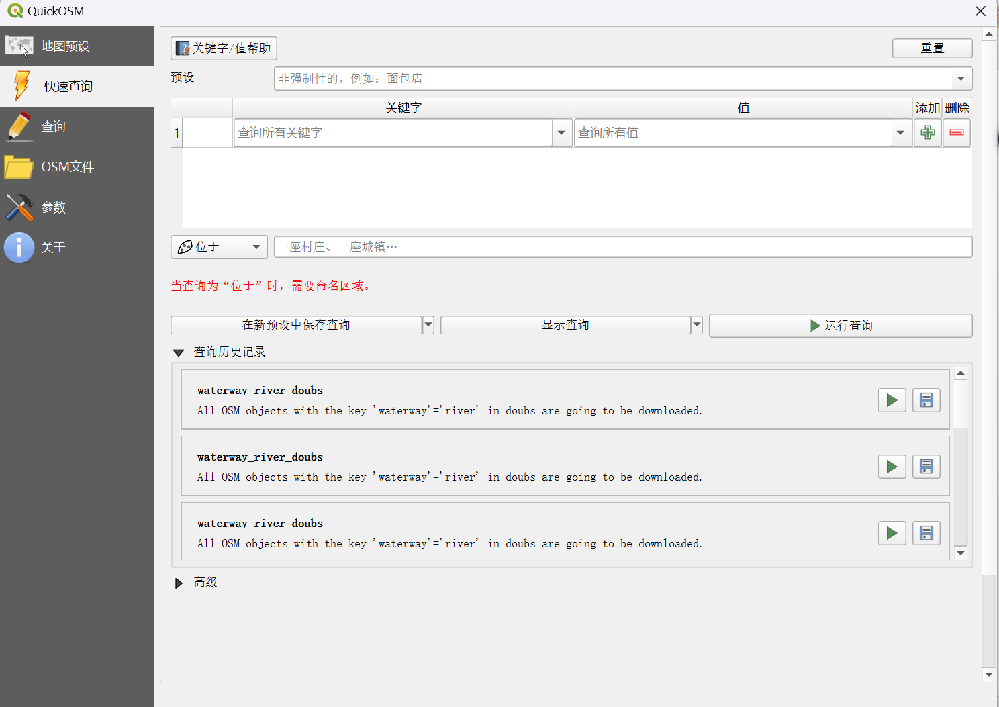 QuickOSM
地图预设
快速查询
查询
OSM文件
参数
关于
关键字/值帮助
重置
预设
非强制性的，例如：面包店
关键字 值 添加 删除
1 查询所有关键字 查询所有值
位于 一座村庄、一座城镇…
当查询为“位于”时，需要命名区域。
在新预设中保存查询 显示查询 运行查询
查询历史记录
waterway_river_doubs
All OSM objects with the key 'waterway'='river' in doubs are going to be downloaded.
waterway_river_doubs
All OSM objects with the key 'waterway'='river' in doubs are going to be downloaded.
waterway_river_doubs
All OSM objects with the key 'waterway'='river' in doubs are going to be downloaded.
高级